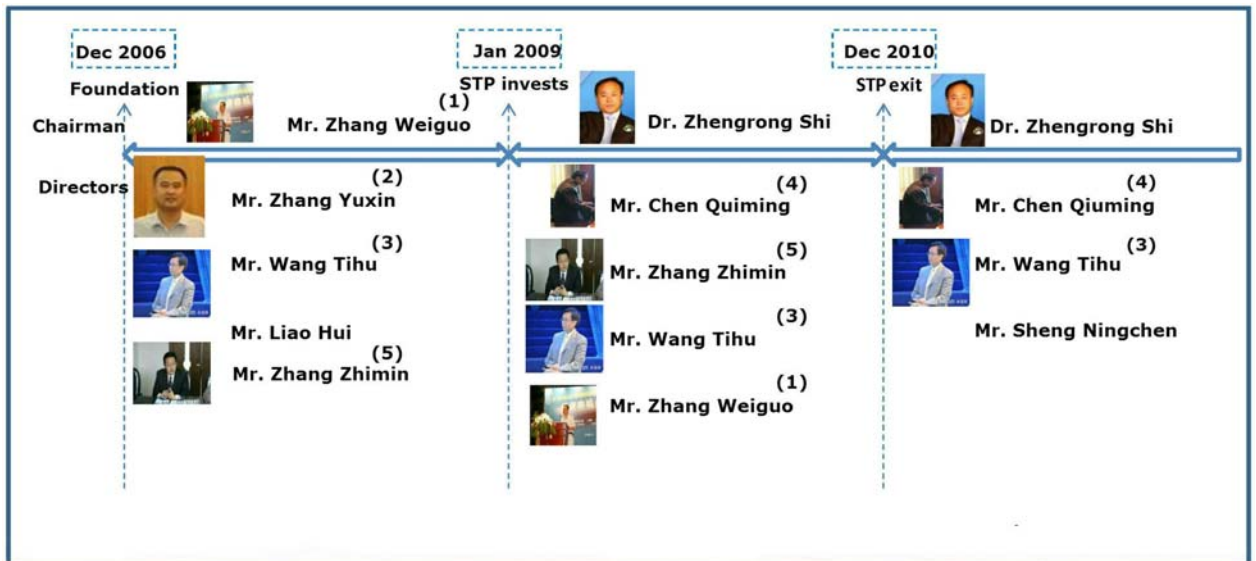 Dec 2006
Jan 2009
Dec 2010
Foundation
STP invests
STP exit
Chairman
(1)
Mr. Zhang Weiguo
Dr. Zhengrong Shi
Dr. Zhengrong Shi
Directors
(2)
Mr. Zhang Yuxin
(3)
Mr. Wang Tihu
Mr. Liao Hui
(5)
Mr. Zhang Zhimin
(4)
Mr. Chen Quiming
(5)
Mr. Zhang Zhimin
(3)
Mr. Wang Tihu
(1)
Mr. Zhang Weiguo
(4)
Mr. Chen Qiuming
(3)
Mr. Wang Tihu
Mr. Sheng Ningchen